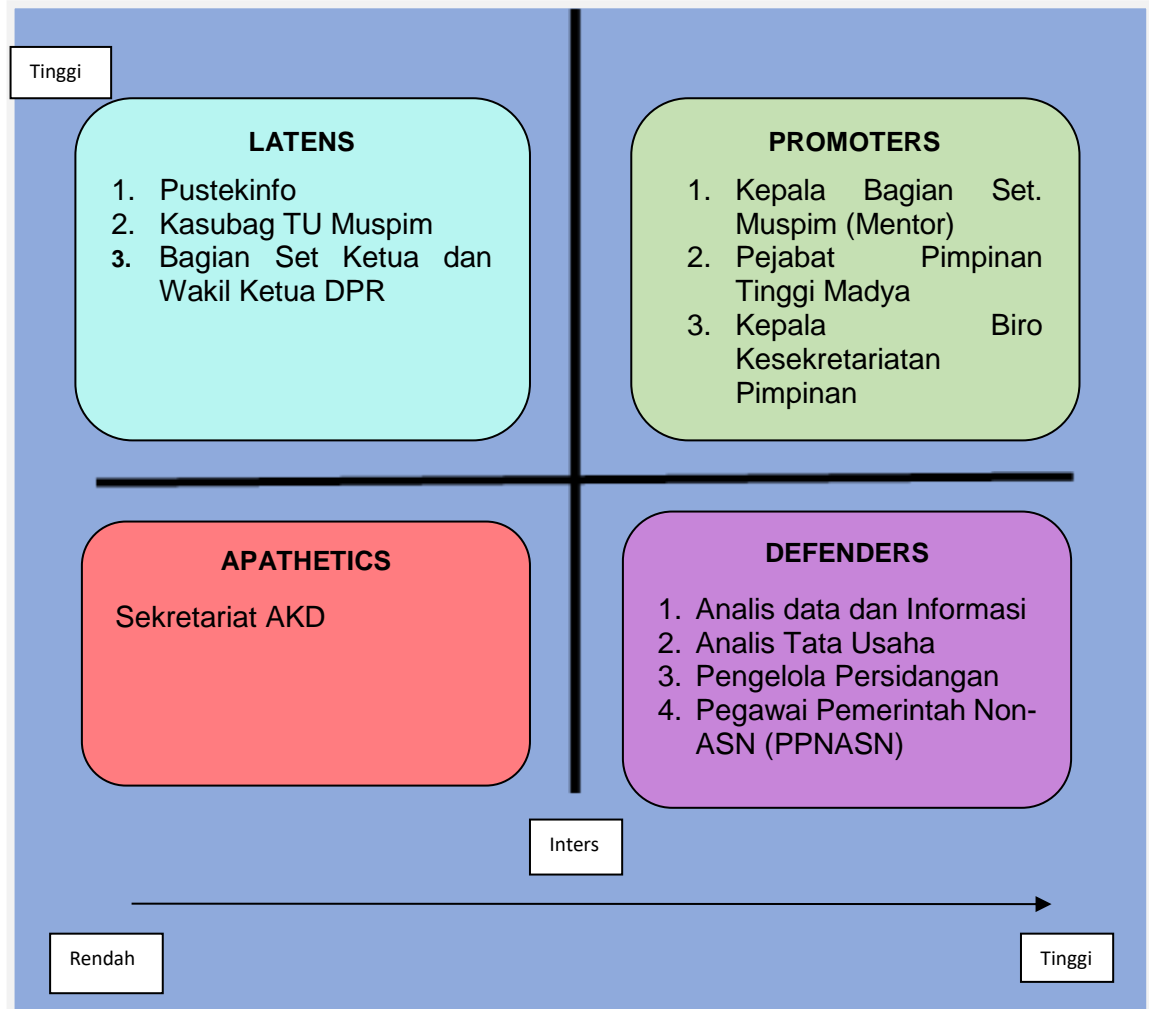 Tinggi
LATENS
1. Pustekinfo
2. Kasubag TU Muspim
3. Bagian Set Ketua dan
Wakil Ketua DPR
PROMOTERS
1. Kepala Bagian Set.
Muspim (Mentor)
2. Pejabat Pimpinan
Tinggi Madya
3. Kepala Biro
Kesekretariatan
Pimpinan
APATHETICS
Sekretariat AKD
DEFENDERS
1. Analis data dan Informasi
2. Analis Tata Usaha
3. Pengelola Persidangan
4. Pegawai Pemerintah Non-
ASN (PPNASN)
Inters
Rendah
Tinggi